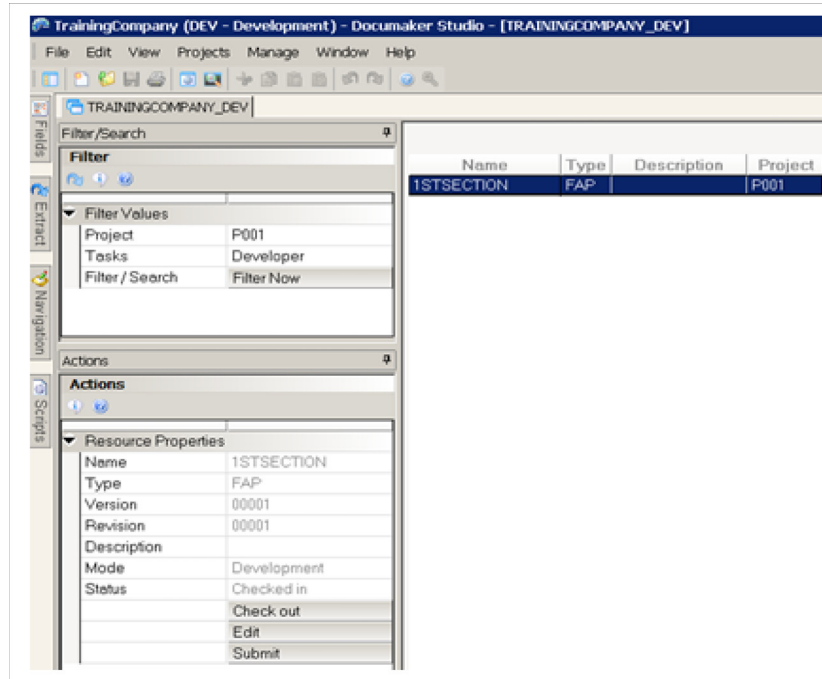 TrainingCompany (DEV - Development) - Documaker Studio - [TRAININGCOMPANY_DEV]
File Edit View Projects Manage Window Help
TRAININGCOMPANY_DEV
Fields
Extract
Navigation
Scripts
Filter/Search
Filter
Filter Values
Project P001
Tasks Developer
Filter / Search Filter Now
Actions
Actions
Resource Properties
Name 1STSECTION
Type FAP
Version 00001
Revision 00001
Description
Mode Development
Status Checked in
Check out
Edit
Submit
Name Type Description Project
1STSECTION FAP P001